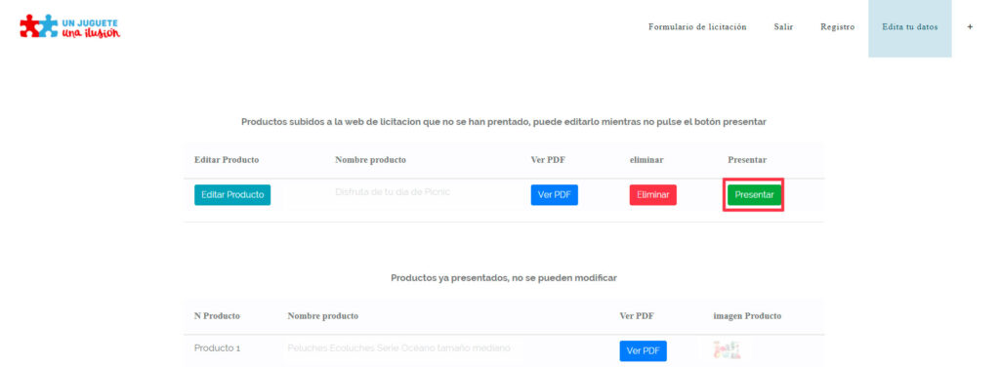 UN JUGUETE
una ilusión
Formulario de licitación Salir Registro Edita tu datos +
Productos subidos a la web de licitacion que no se han prentado, puede editarlo mientras no pulse el botón presentar
Editar Producto Nombre producto Ver PDF eliminar Presentar
Editar Producto Disfruta de tu día de Picnic Ver PDF Eliminar Presentar
Productos ya presentados, no se pueden modificar
N Producto Nombre producto Ver PDF imagen Producto
Producto 1 Peluches Ecoluches Serie Océano tamaño mediano Ver PDF